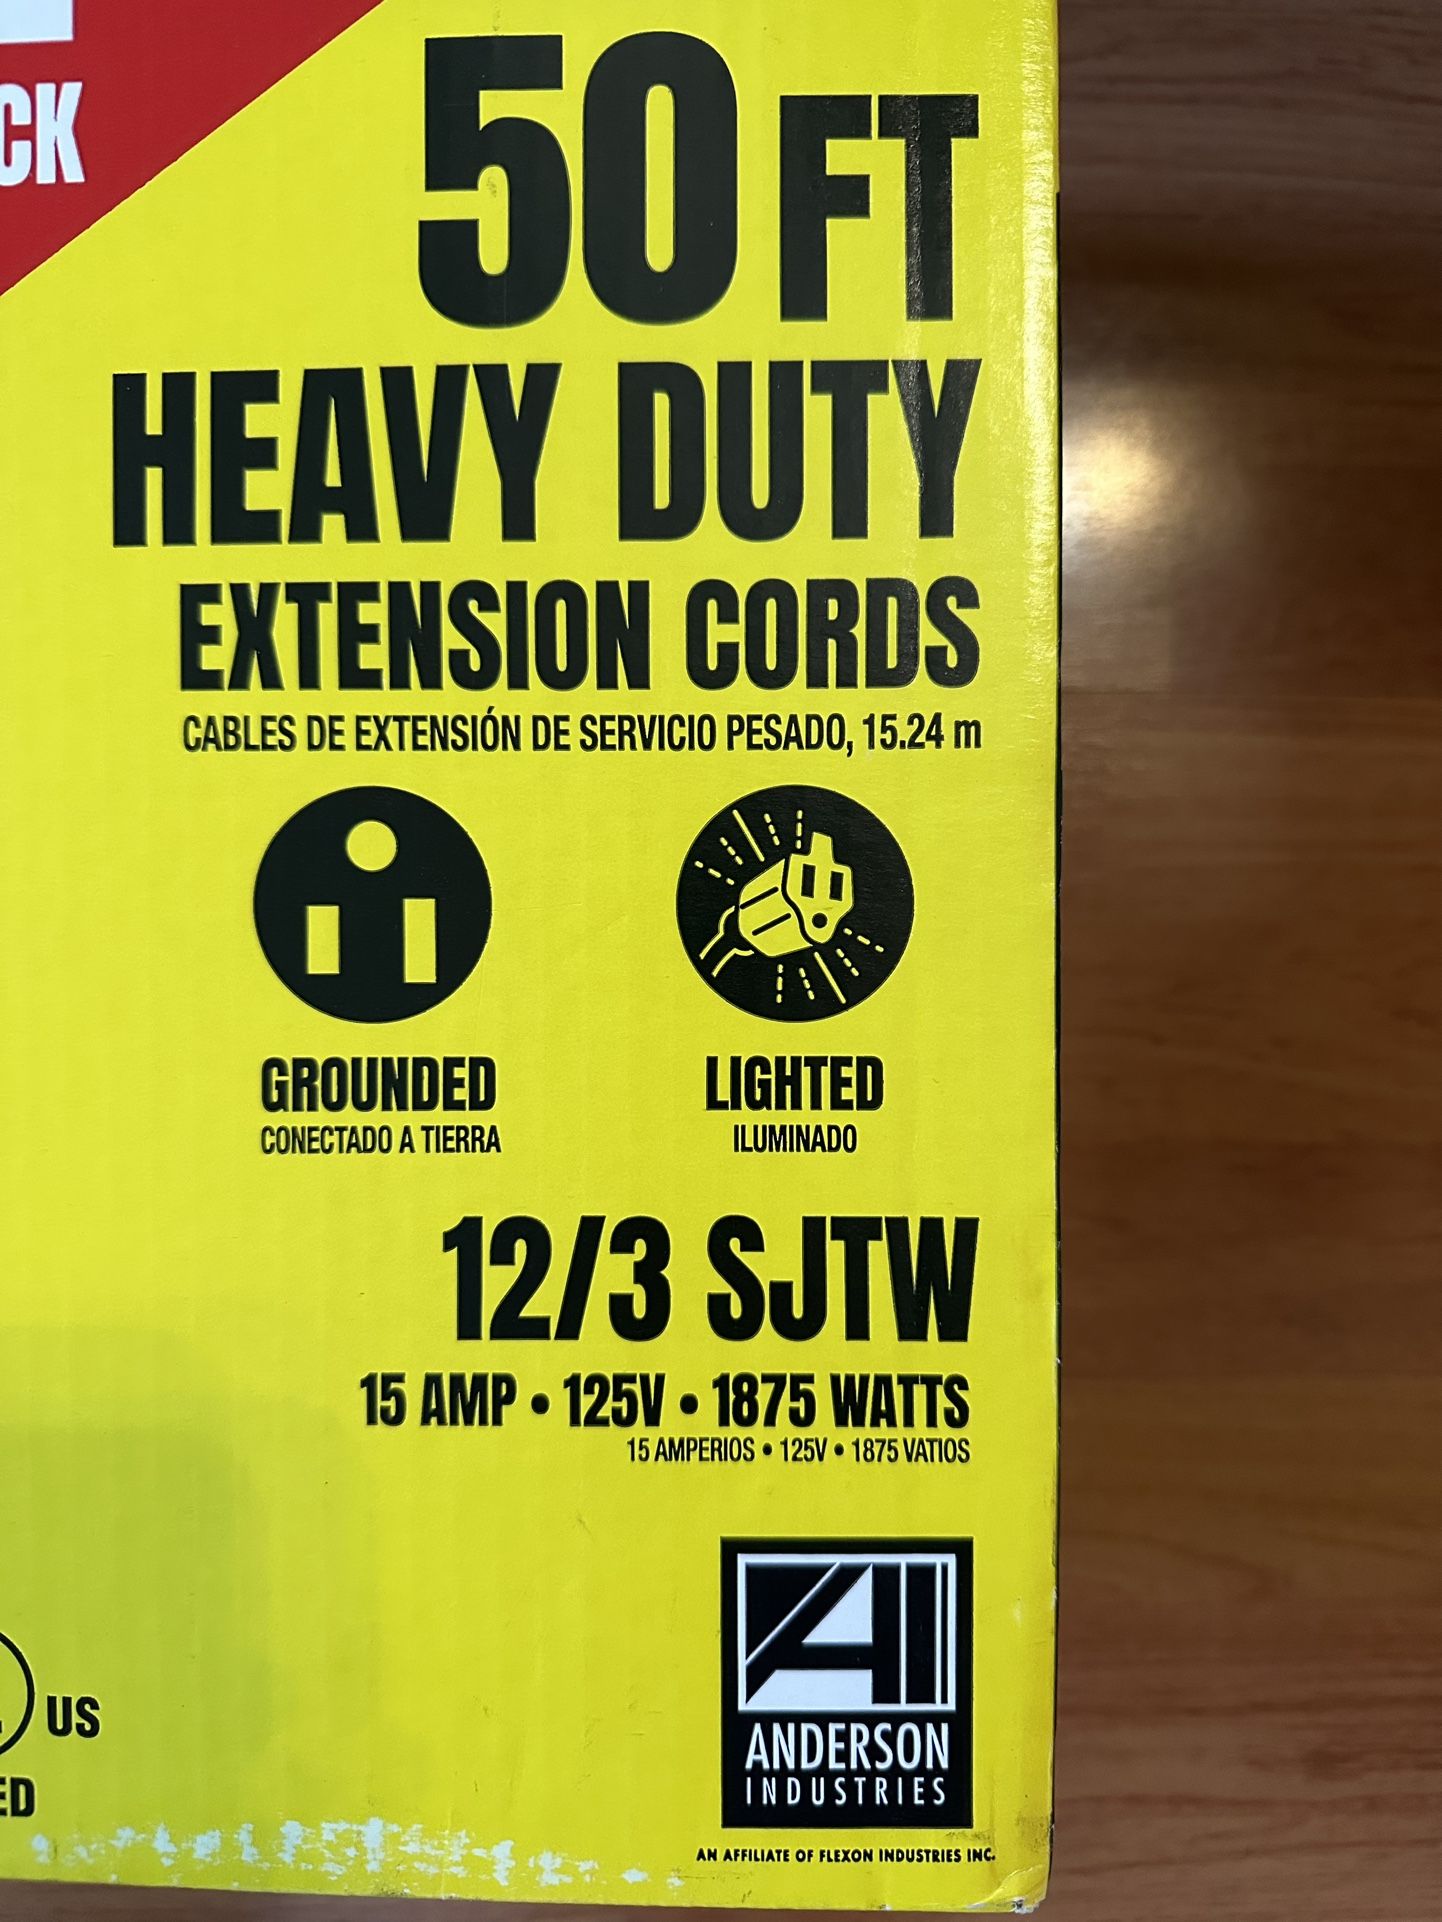 CK
50 FT
HEAVY DUTY
EXTENSION CORDS
CABLES DE EXTENSIÓN DE SERVICIO PESADO, 15.24 m
GROUNDED
CONECTADO A TIERRA
LIGHTED
ILUMINADO
12/3 SJTW
15 AMP • 125V • 1875 WATTS
15 AMPERIOS • 125V • 1875 VATIOS
US
ED
AI
ANDERSON
INDUSTRIES
AN AFFILIATE OF FLEXON INDUSTRIES INC.